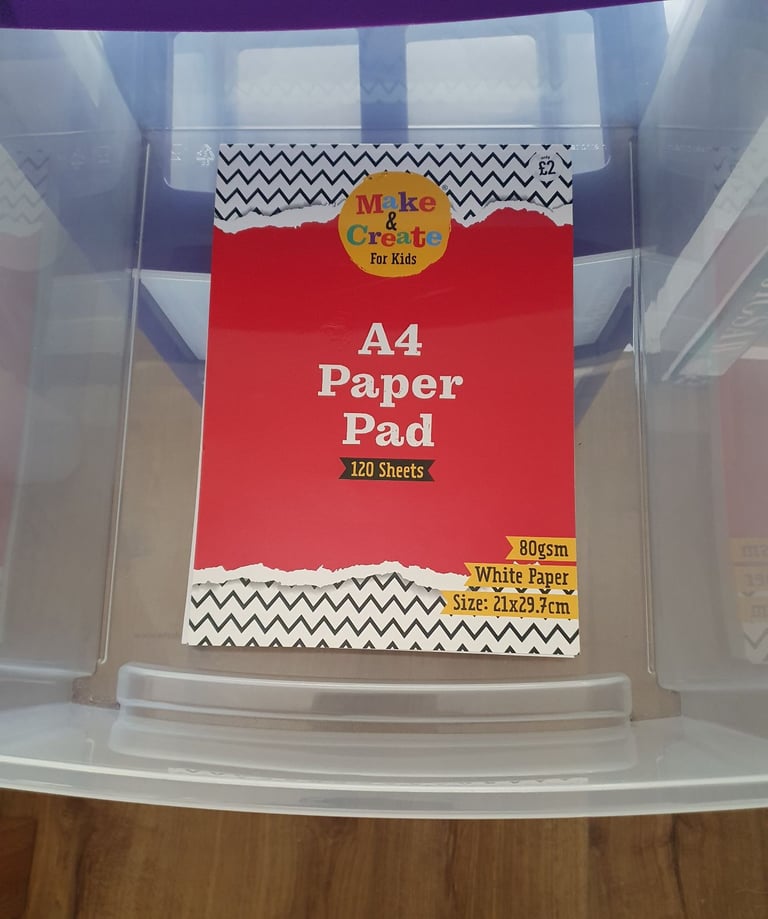 only
£2
Make
&
Create
®
For Kids
A4
Paper
Pad
120 Sheets
80gsm
White Paper
Size: 21x29.7cm